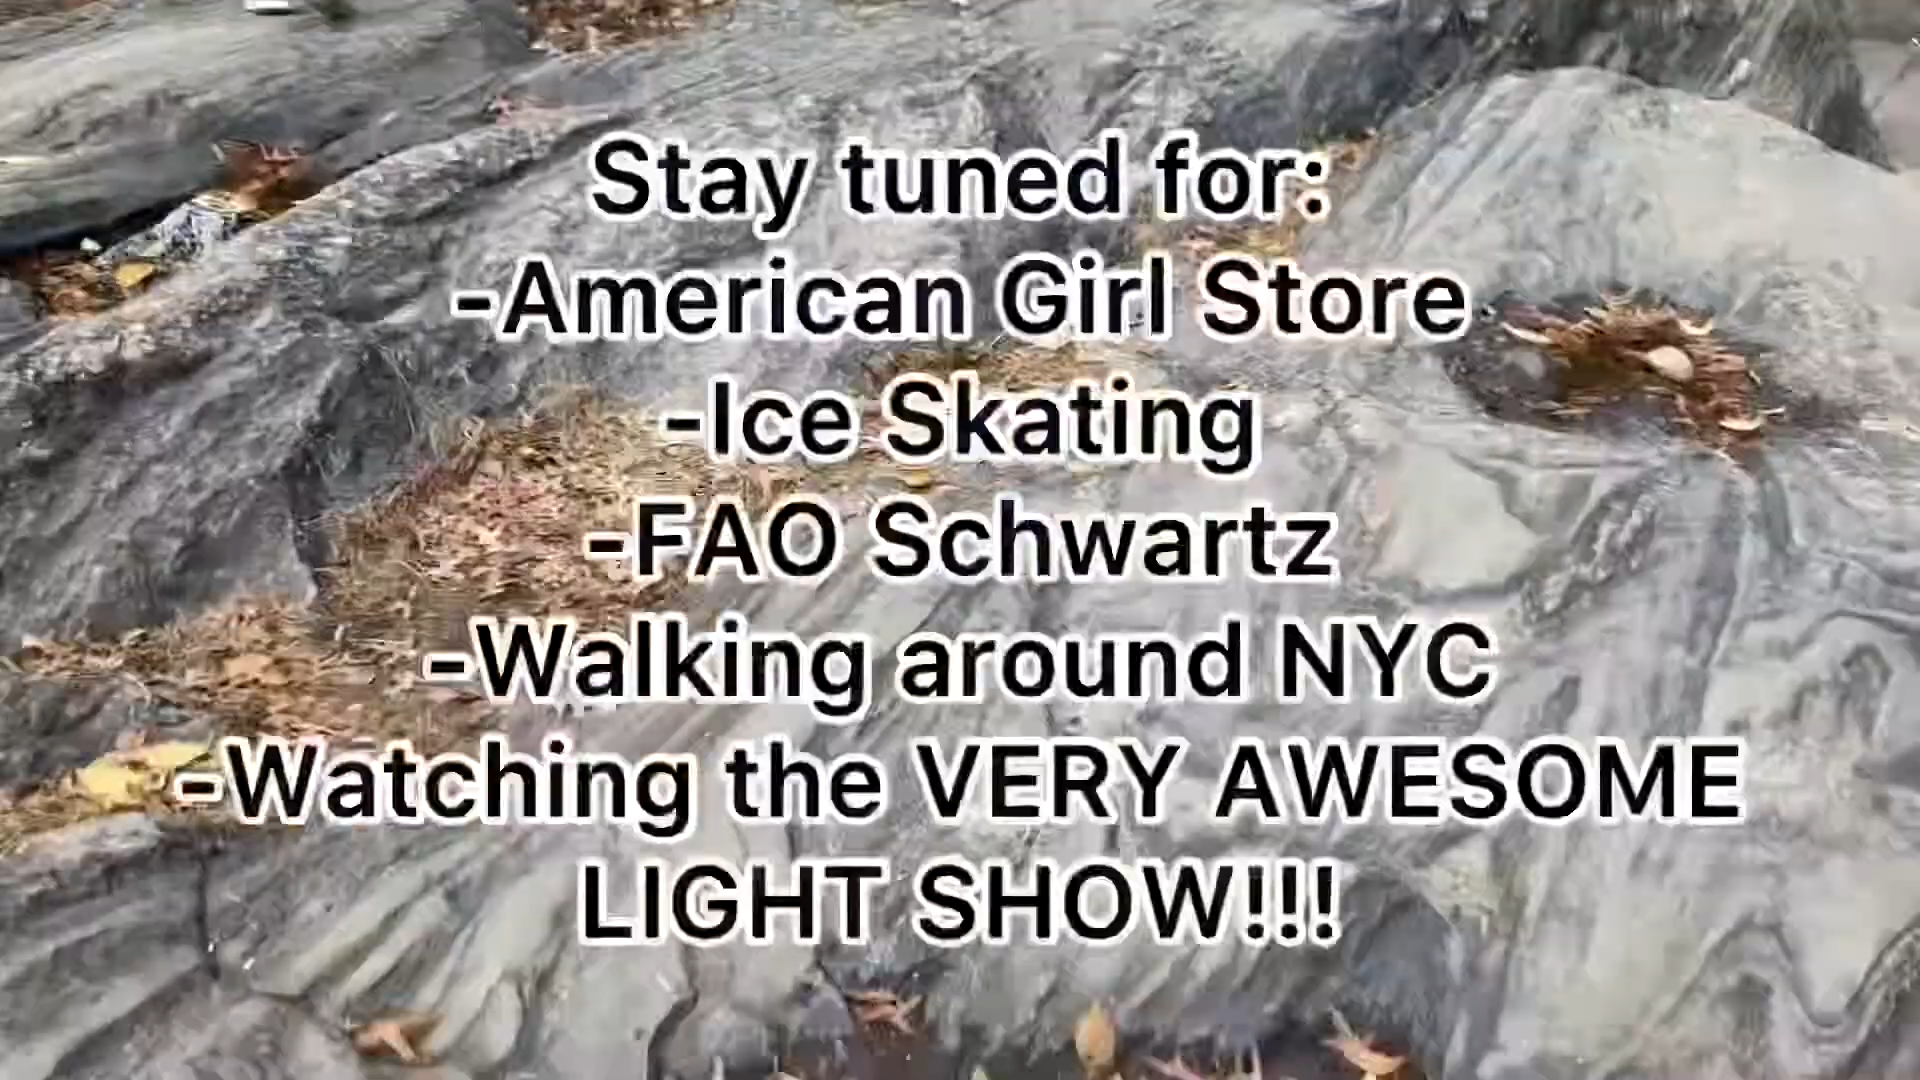 Stay tuned for:
-American Girl Store
-Ice Skating
-FAO Schwartz
-Walking around NYC
-Watching the VERY AWESOME
LIGHT SHOW!!!